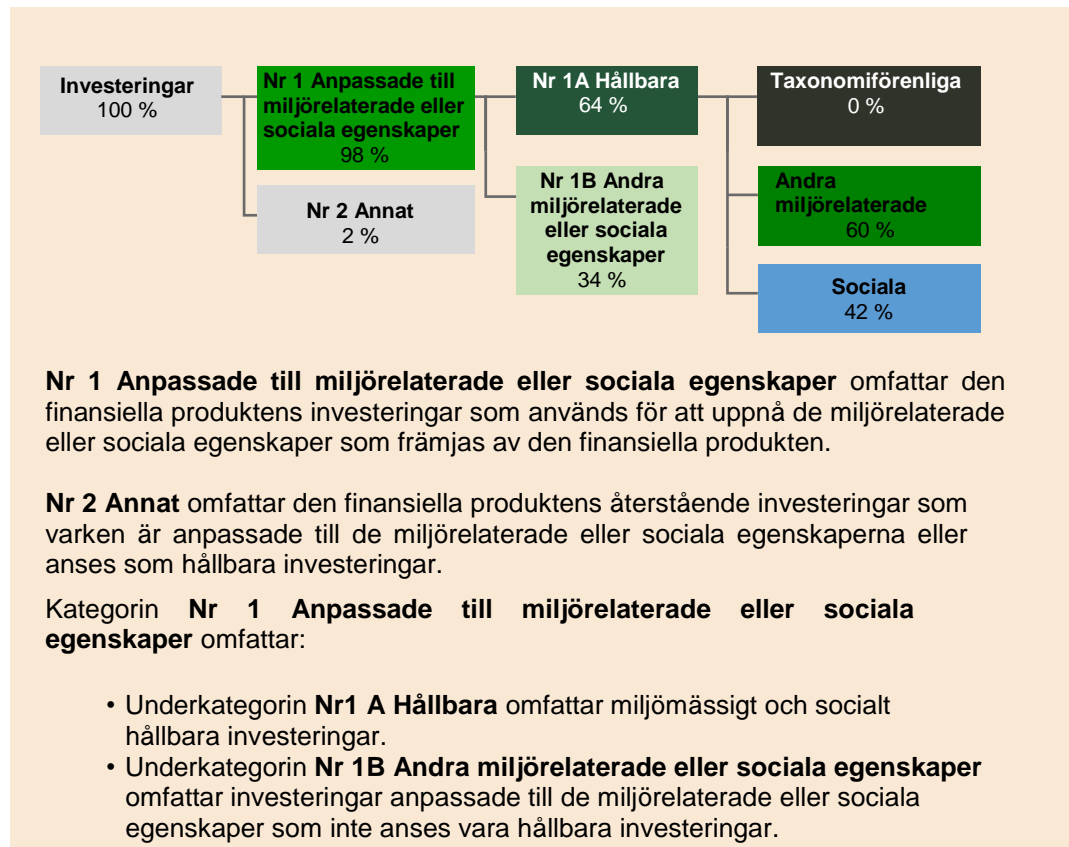 Investeringar
100 %
Nr 1 Anpassade till
miljörelaterade eller
sociala egenskaper
98 %
Nr 2 Annat
2 %
Nr 1A Hållbara
64 %
Nr 1B Andra
miljörelaterade
eller sociala
egenskaper
34 %
Taxonomiförenliga
0 %
Andra
miljörelaterade
60 %
Sociala
42 %
Nr 1 Anpassade till miljörelaterade eller sociala egenskaper omfattar den
finansiella produktens investeringar som används för att uppnå de miljörelaterade
eller sociala egenskaper som främjas av den finansiella produkten.
Nr 2 Annat omfattar den finansiella produktens återstående investeringar som
varken är anpassade till de miljörelaterade eller sociala egenskaperna eller
anses som hållbara investeringar.
Kategorin Nr 1 Anpassade till miljörelaterade eller sociala
egenskaper omfattar:
• Underkategorin Nr1 A Hållbara omfattar miljömässigt och socialt
hållbara investeringar.
• Underkategorin Nr 1B Andra miljörelaterade eller sociala egenskaper
omfattar investeringar anpassade till de miljörelaterade eller sociala
egenskaper som inte anses vara hållbara investeringar.